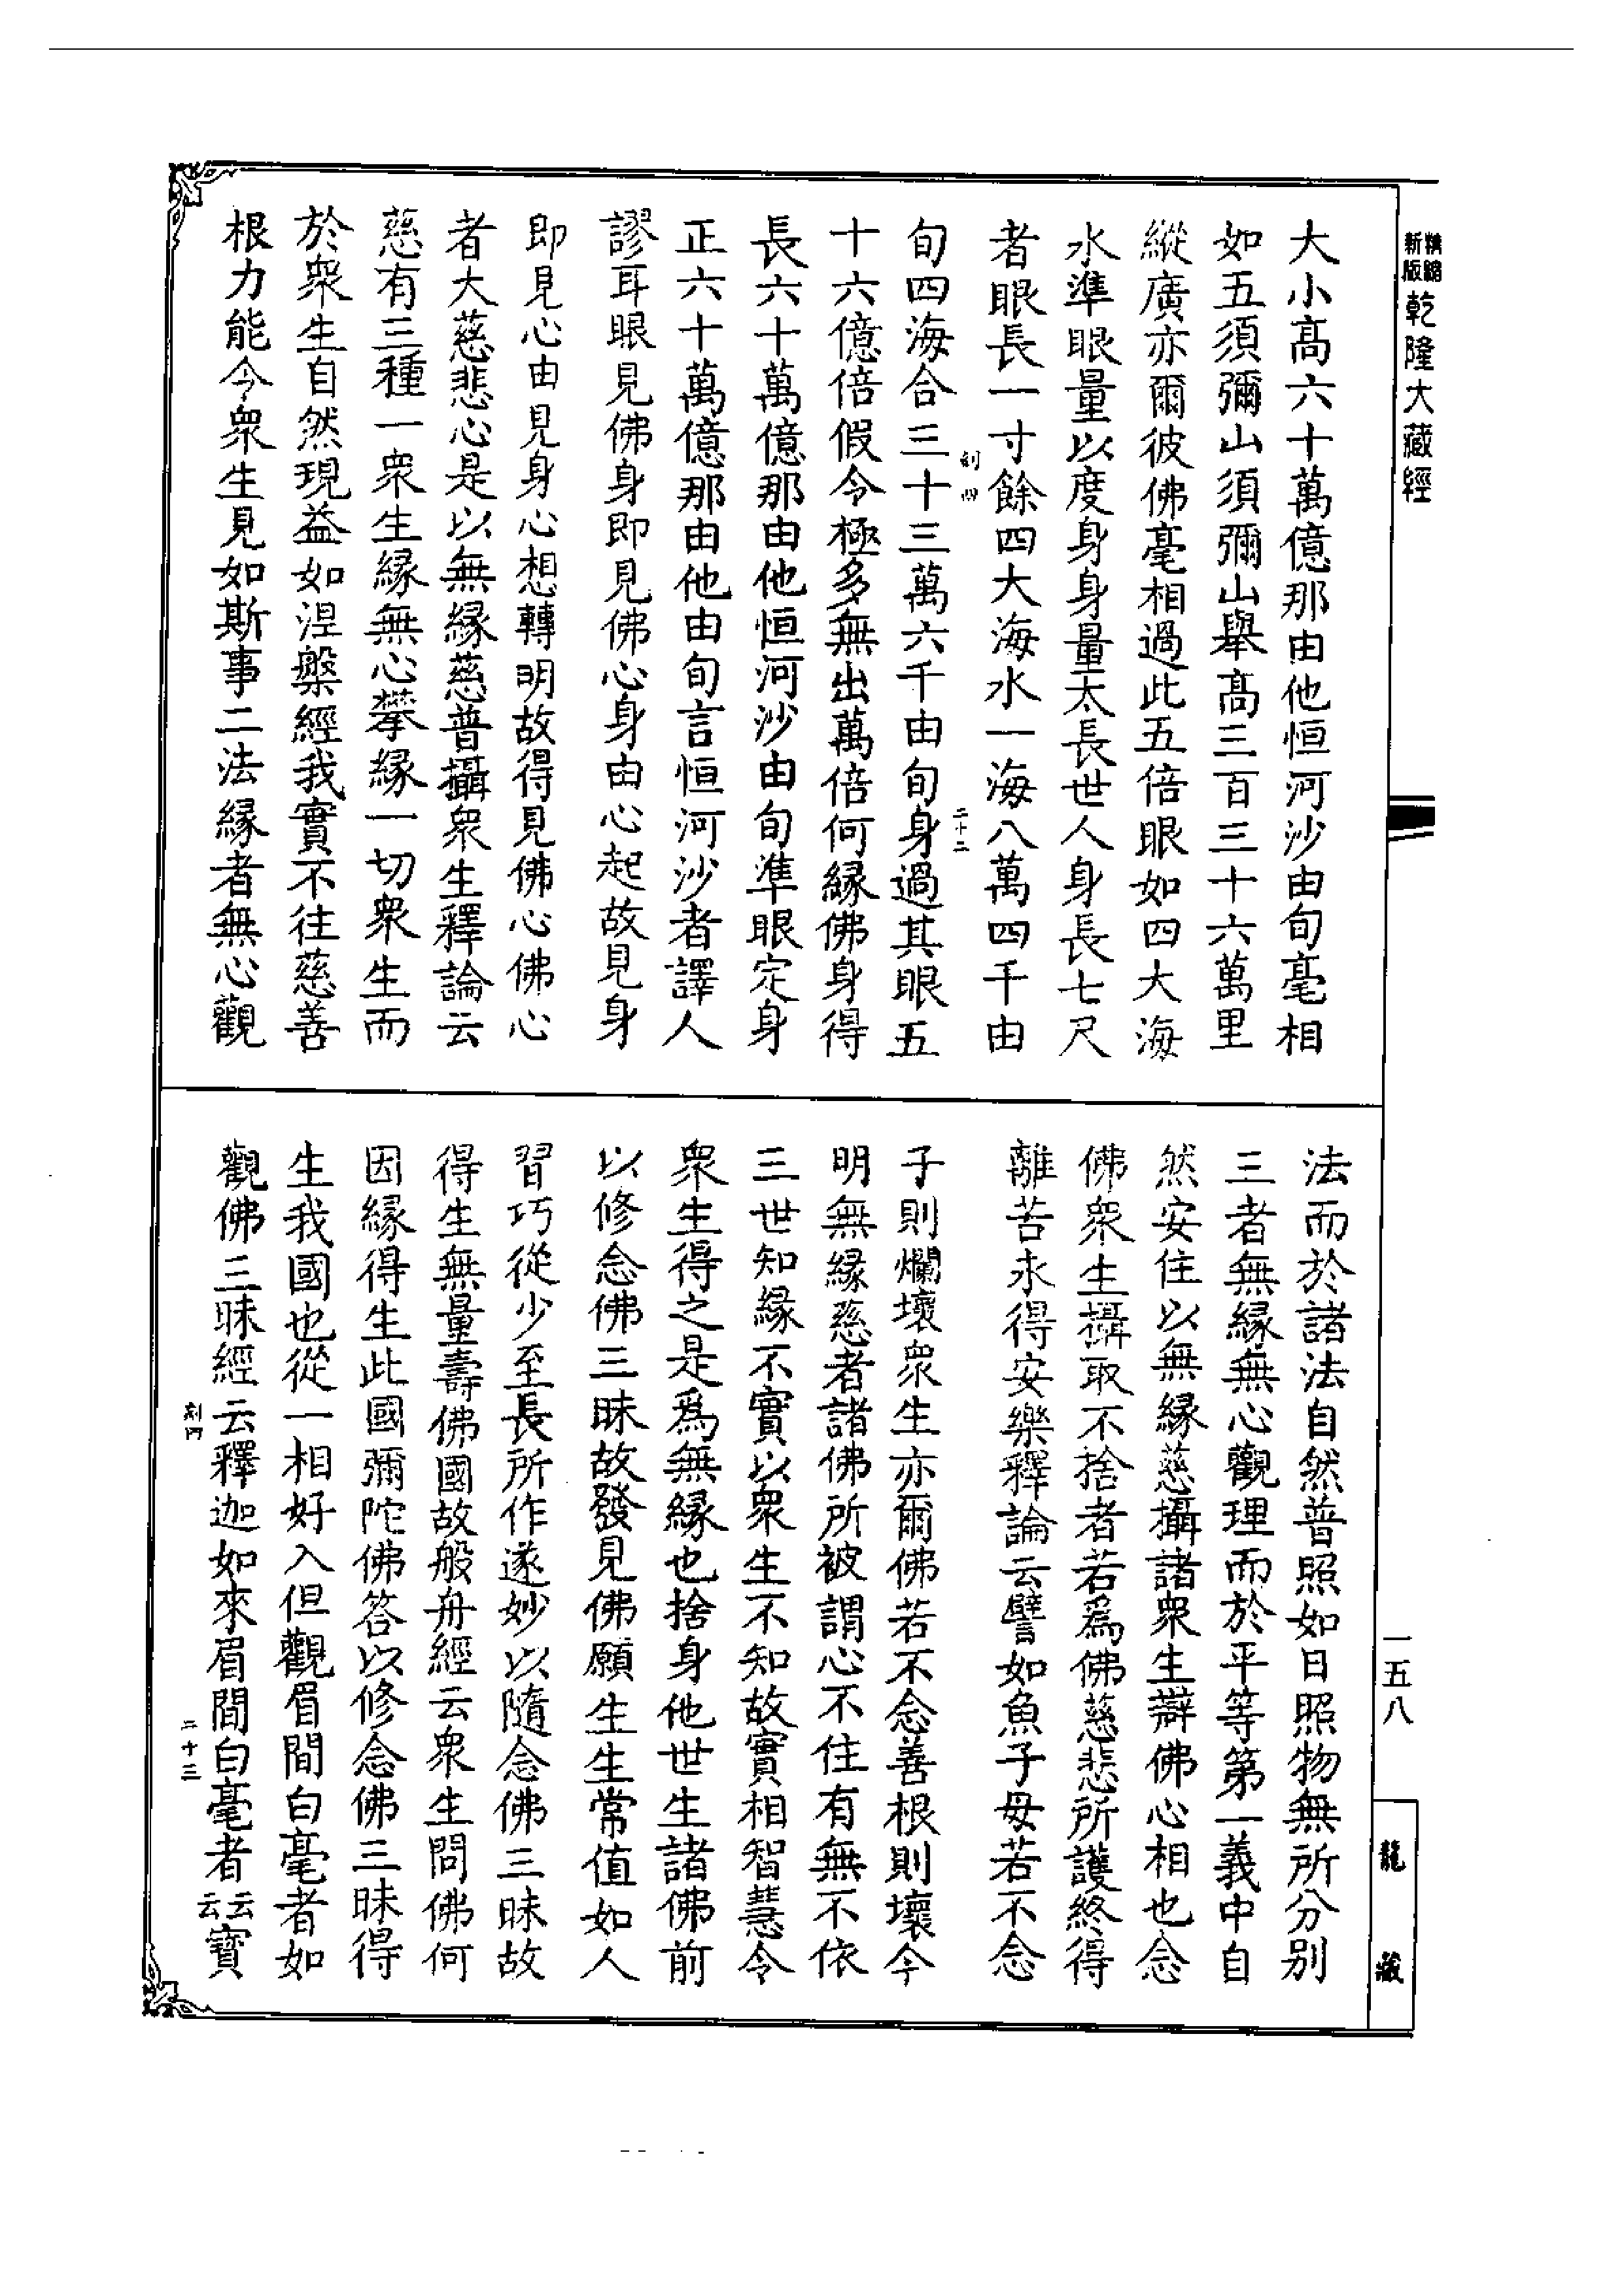 精縮
新版
乾隆大藏經
大小高六十萬億那由他恒河沙由旬毫相
如五須彌山須彌山舉高三百三十六萬里
縱廣亦爾彼佛毫相過此五倍眼如四大海
水準眼量以度身身量太長世人身長七尺
者眼長一寸餘四大海水一海八萬四千由
旬四海合三十三萬六千由旬身過其眼五
十六億倍假令極多無出萬倍何緣佛身得
長六十萬億那由他恒河沙由旬準眼定身
正六十萬億那由他由旬言恒河沙者譯人
謬耳眼見佛身即見佛心身由心起故見身
即見心由見身心想轉明故得見佛心佛心
者大慈悲心是以無緣慈普攝眾生釋論云
慈有三種一眾生緣無心攀緣一切眾生而
於眾生自然現益如涅槃經我實不往慈善
根力能令眾生見如斯事二法緣者無心觀
法而於諸法自然普照如日照物無所分別
三者無緣無心觀理而於平等第一義中自
然安住以無緣慈攝諸眾生辯佛心相也念
佛眾生攝取不捨者若為佛慈悲所護終得
離苦永得安樂釋論云譬如魚子母若不念
子則爛壞眾生亦爾佛若不念善根則壞今
明無緣慈者諸佛所被謂心不住有無不依
三世知緣不實以眾生不知故實相智慧令
眾生得之是為無緣也捨身他世生諸佛前
以修念佛三昧故發見佛願生生常值如人
習巧從少至長所作遂妙以隨念佛三昧故
得生無量壽佛國故般舟經云眾生問佛何
因緣得生此國彌陀佛答以修念佛三昧得
生我國也從一相好入但觀眉間白毫者如
觀佛三昧經云釋迦如來眉間白毫者云云寶
一五八
龍藏
二十二
二十三